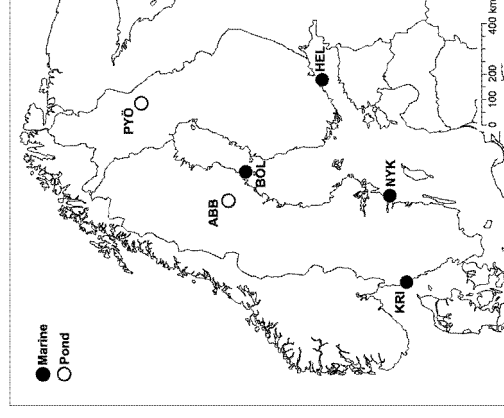 Marine
Pond
PYÖ
ABB
BÖL
HEL
NYK
KRI
0 100 200 400 km